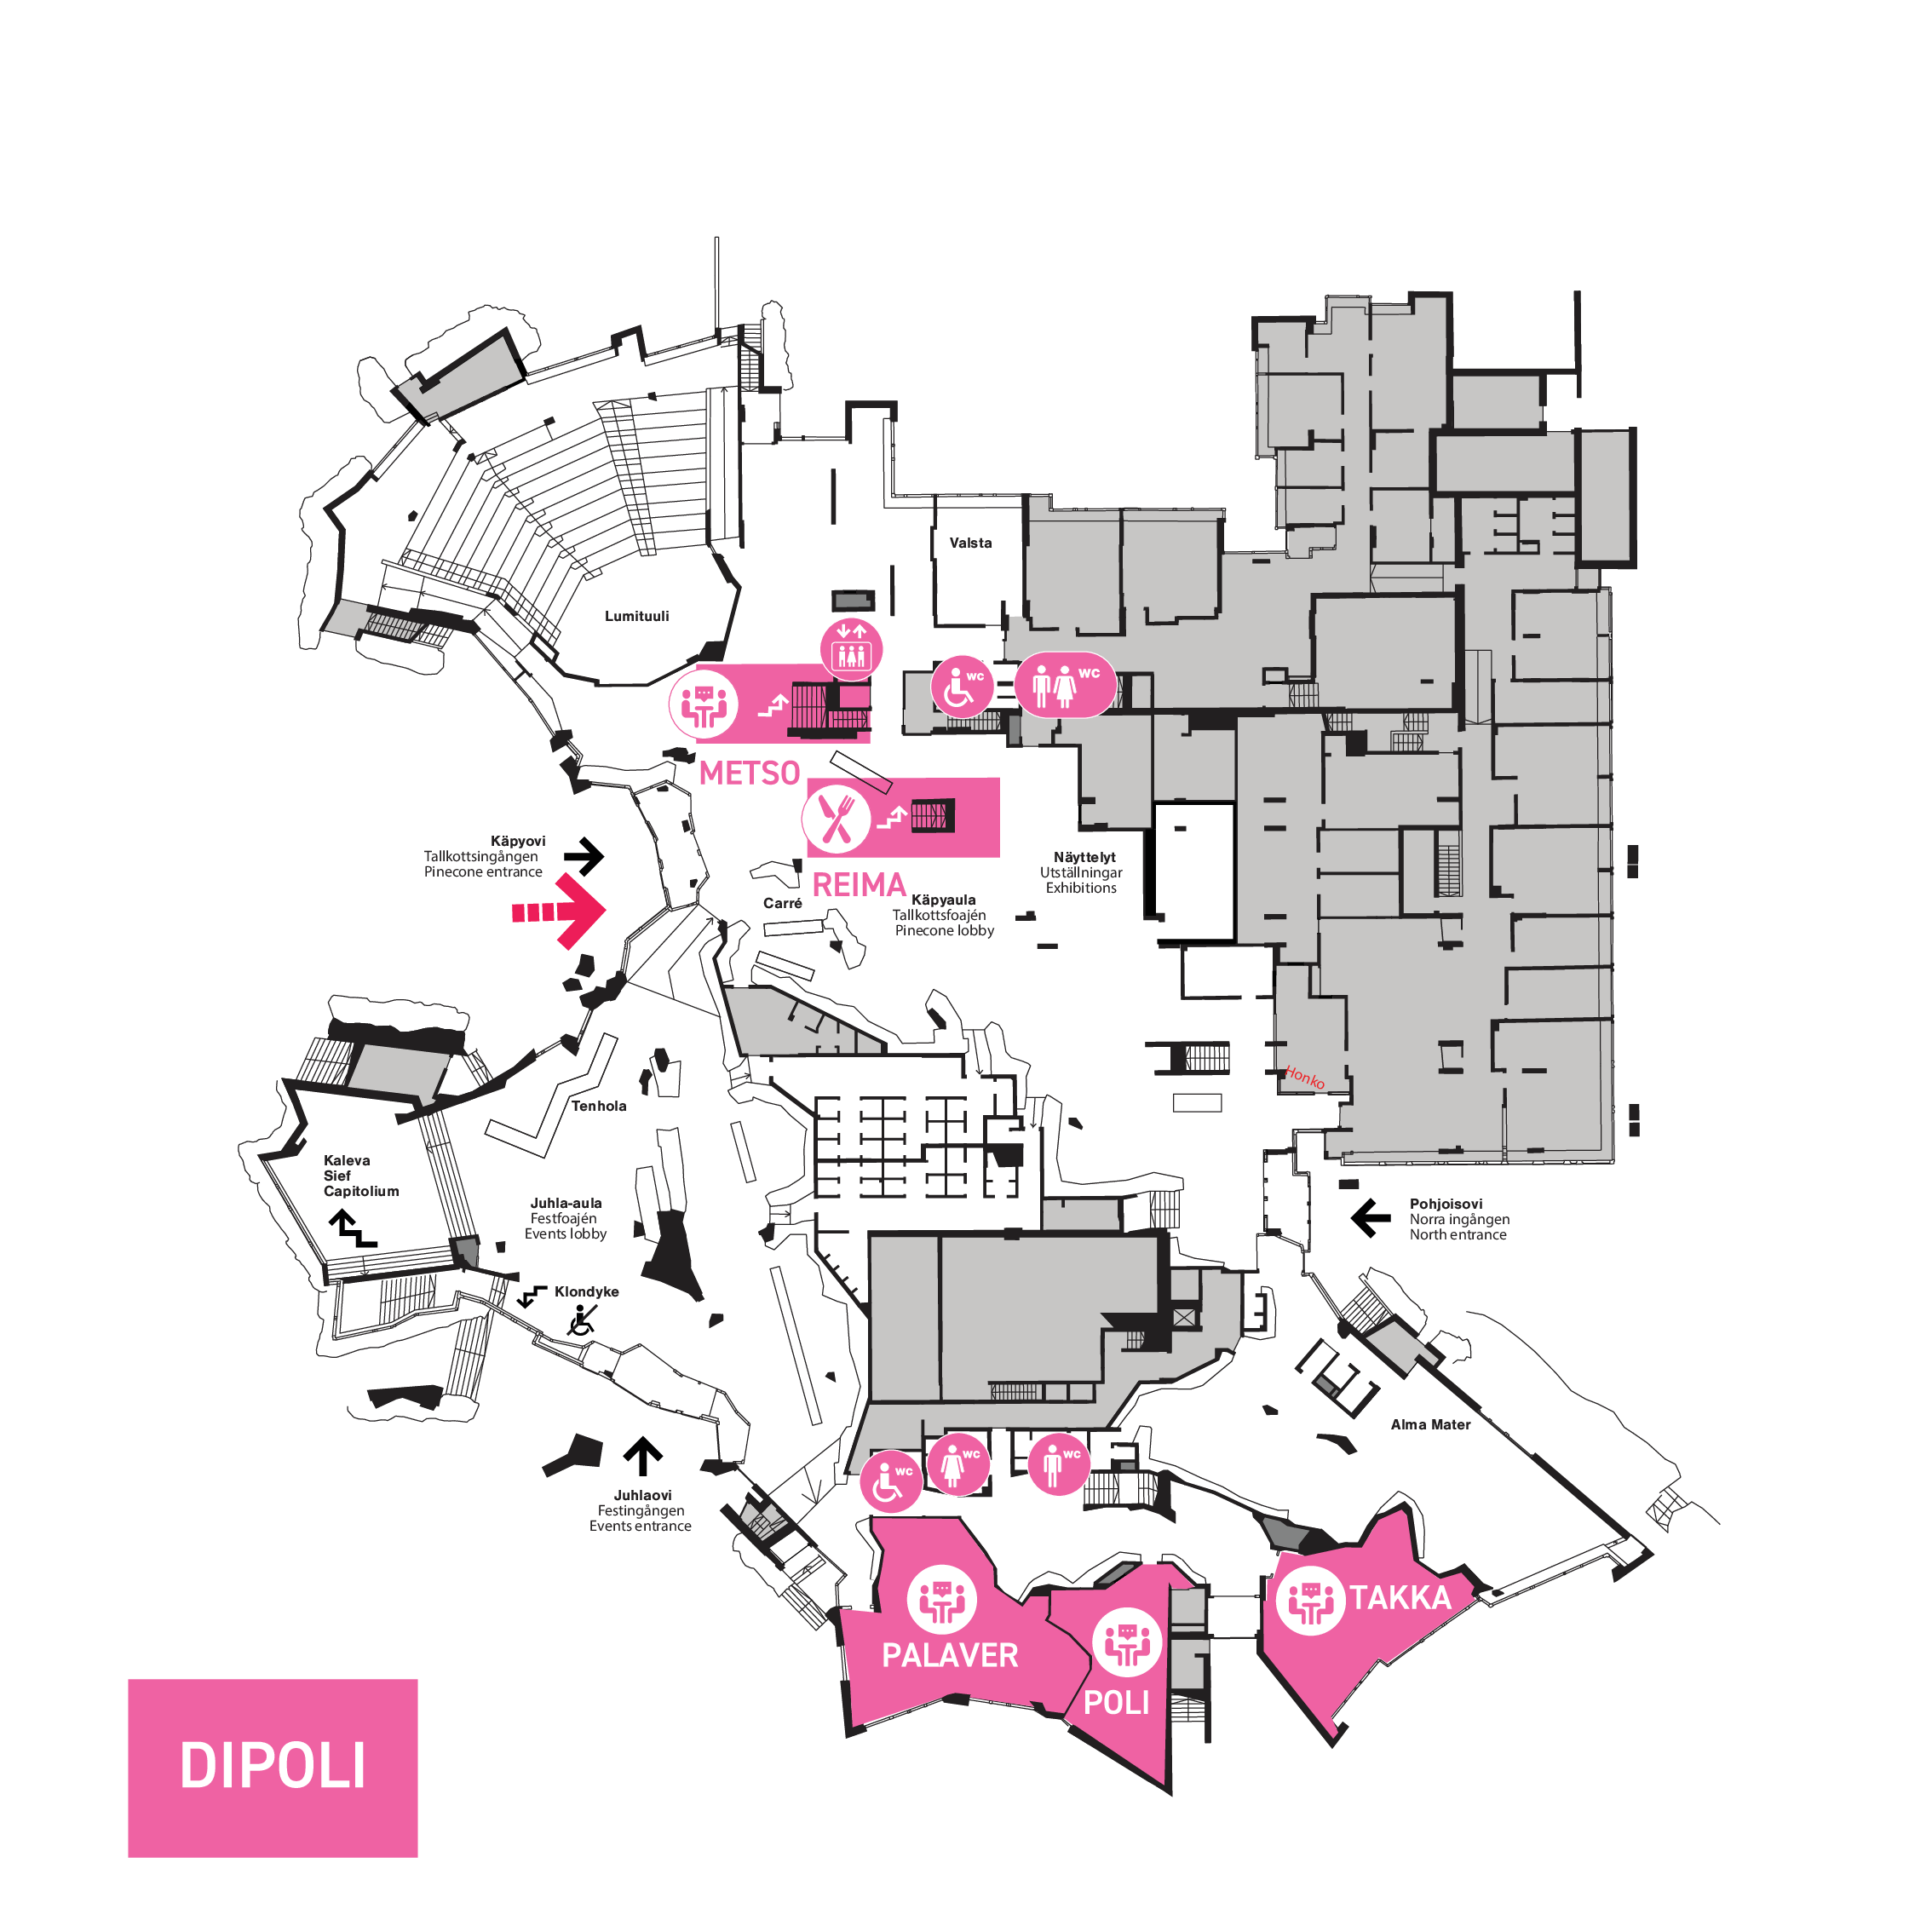 Valsta
Lumituuli
WC
WC
METSO
Käpyovi
Tallkottsingången
Pinecone entrance
REIMA
Carré
Käpyaula
Tallkottsfoajén
Pinecone lobby
Näyttelyt
Utställningar
Exhibitions
Honko
Tenhola
Kaleva
Sief
Capitolium
Juhla-aula
Festfoajén
Events lobby
Pohjoisovi
Norra ingången
North entrance
Klondyke
Alma Mater
WC
WC
WC
Juhlaovi
Festingången
Events entrance
PALAVER
POLI
TAKKA
DIPOLI